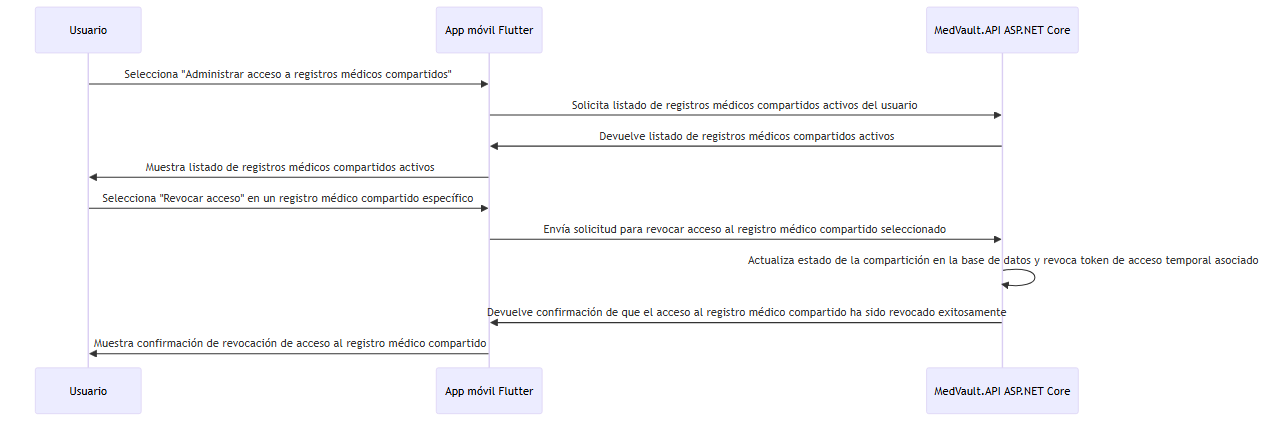 Usuario
App móvil Flutter
MedVault.API ASP.NET Core
Selecciona "Administrar acceso a registros médicos compartidos"
Solicita listado de registros médicos compartidos activos del usuario
Devuelve listado de registros médicos compartidos activos
Muestra listado de registros médicos compartidos activos
Selecciona "Revocar acceso" en un registro médico compartido específico
Envía solicitud para revocar acceso al registro médico compartido seleccionado
Actualiza estado de la compartición en la base de datos y revoca token de acceso temporal asociado
Devuelve confirmación de que el acceso al registro médico compartido ha sido revocado exitosamente
Muestra confirmación de revocación de acceso al registro médico compartido
Usuario
App móvil Flutter
MedVault.API ASP.NET Core